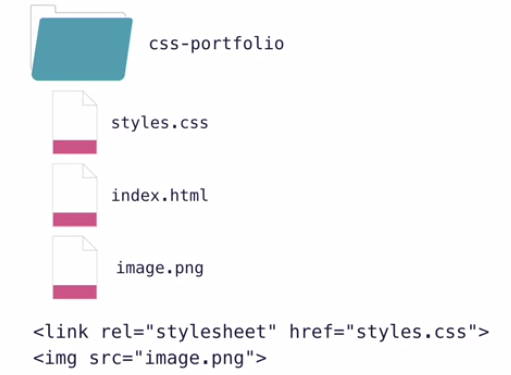 css-portfolio
styles.css
index.html
image.png
<link rel="stylesheet" href="styles.css">
<img src="image.png">